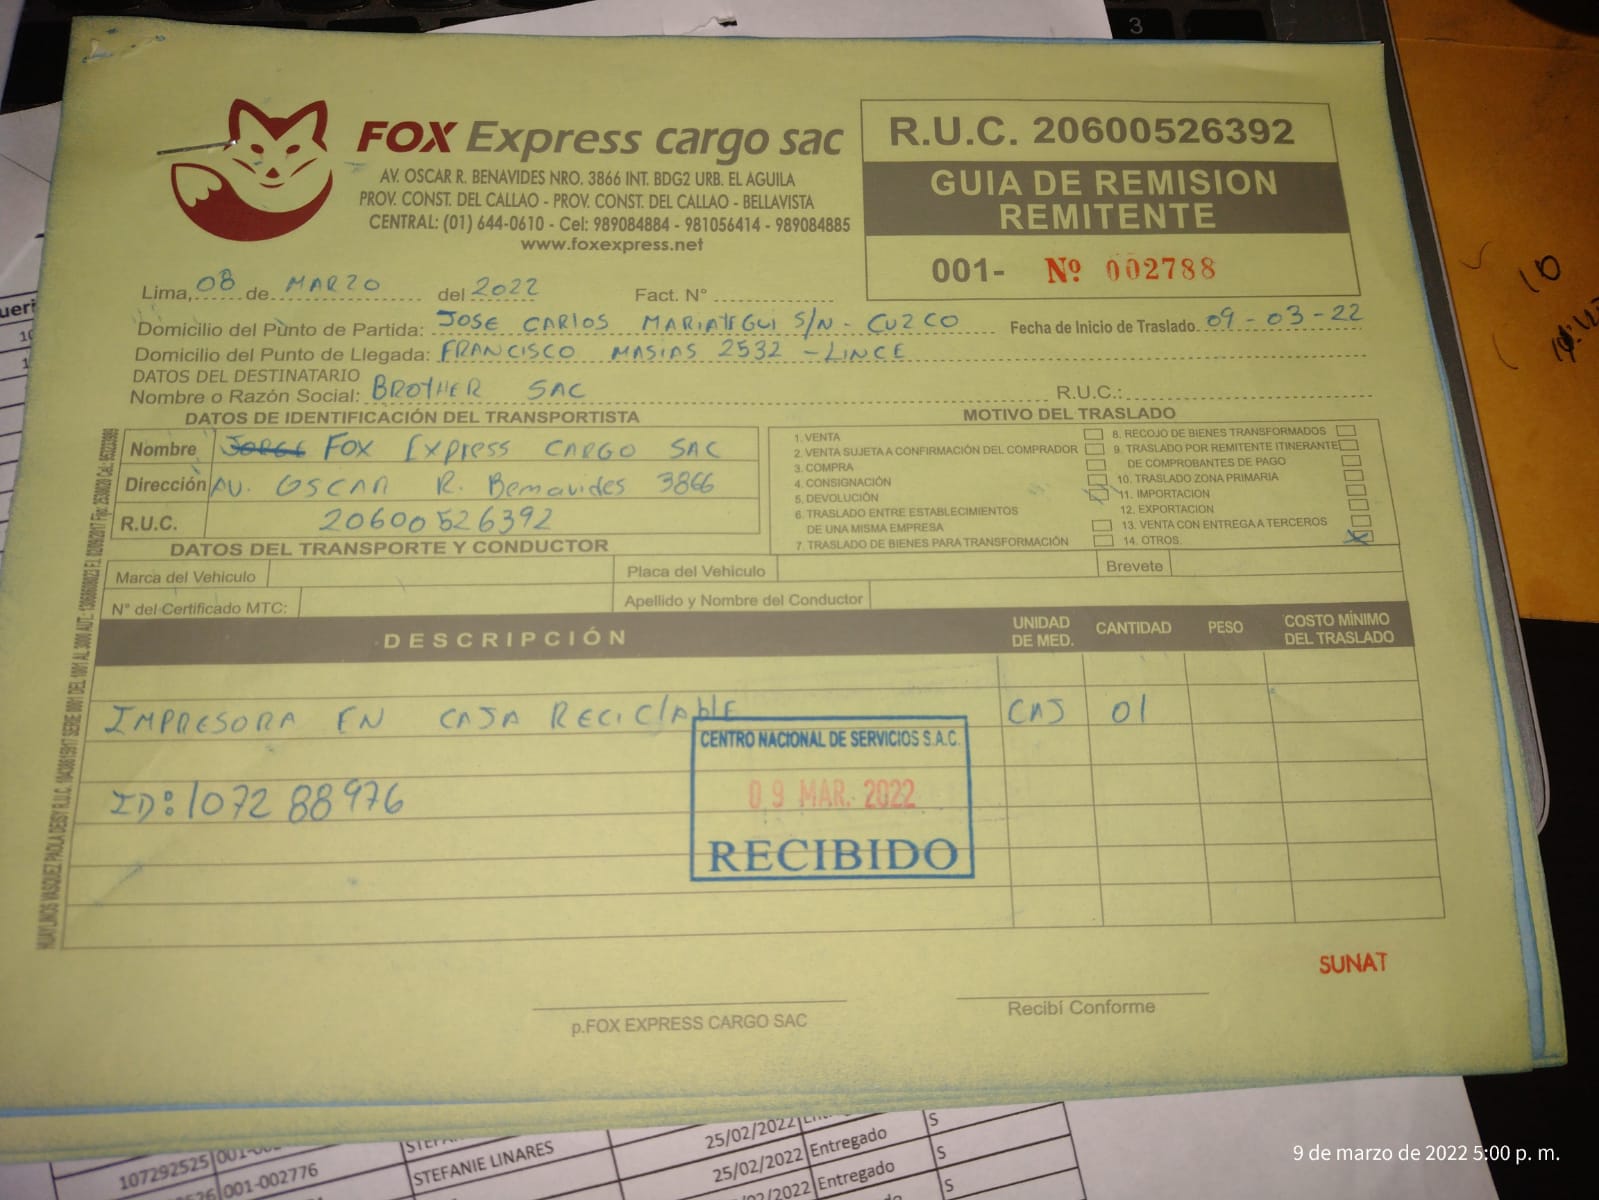 3
FOX Express cargo sac
AV. OSCAR R. BENAVIDES NRO. 3866 INT. BDG2 URB. EL AGUILA
PROV. CONST. DEL CALLAO - PROV. CONST. DEL CALLAO - BELLAVISTA
CENTRAL: (01) 644-0610 - Cel: 989084884 - 981056414 - 989084885
www.foxexpress.net
R.U.C. 20600526392
GUIA DE REMISION
REMITENTE
001- Nº 002788
Lima, 08 de MARZO del 2022 Fact. N°
Domicilio del Punto de Partida: JOSE CARLOS MARIATEGUI S/N - CUZCO Fecha de Inicio de Traslado 09-03-22
Domicilio del Punto de Llegada: FRANCISCO MASIAS 2532 - LINCE
DATOS DEL DESTINATARIO
Nombre o Razón Social: BROTHER SAC R.U.C.:
DATOS DE IDENTIFICACIÓN DEL TRANSPORTISTA
Nombre JORGE FOX Express CARGO SAC
Dirección AV. OSCAR R. Benavides 3866
R.U.C. 20600526392
MOTIVO DEL TRASLADO
1. VENTA
2. VENTA SUJETA A CONFIRMACIÓN DEL COMPRADOR
3. COMPRA
4. CONSIGNACIÓN
5. DEVOLUCIÓN
6. TRASLADO ENTRE ESTABLECIMIENTOS
DE UNA MISMA EMPRESA
7. TRASLADO DE BIENES PARA TRANSFORMACIÓN
8. RECOJO DE BIENES TRANSFORMADOS
9. TRASLADO POR REMITENTE ITINERANTE
DE COMPROBANTES DE PAGO
10. TRASLADO ZONA PRIMARIA
11. IMPORTACION
12. EXPORTACION
13. VENTA CON ENTREGA A TERCEROS
14. OTROS.
DATOS DEL TRANSPORTE Y CONDUCTOR
Marca del Vehiculo Placa del Vehiculo Brevete
N° del Certificado MTC: Apellido y Nombre del Conductor
DESCRIPCIÓN UNIDAD DE MED. CANTIDAD PESO COSTO MÍNIMO DEL TRASLADO
IMPRESORA EN CAJA RECIClAblE CAJ 01
ID: 107288976
CENTRO NACIONAL DE SERVICIOS S.A.C.
09 MAR. 2022
RECIBIDO
SUNAT
p.FOX EXPRESS CARGO SAC
Recibí Conforme
10
25/02/2022
107292525 STEFANIE LINARES 25/02/2022 Entregado S
001-002776 Entregado S
S
9 de marzo de 2022 5:00 p. m.